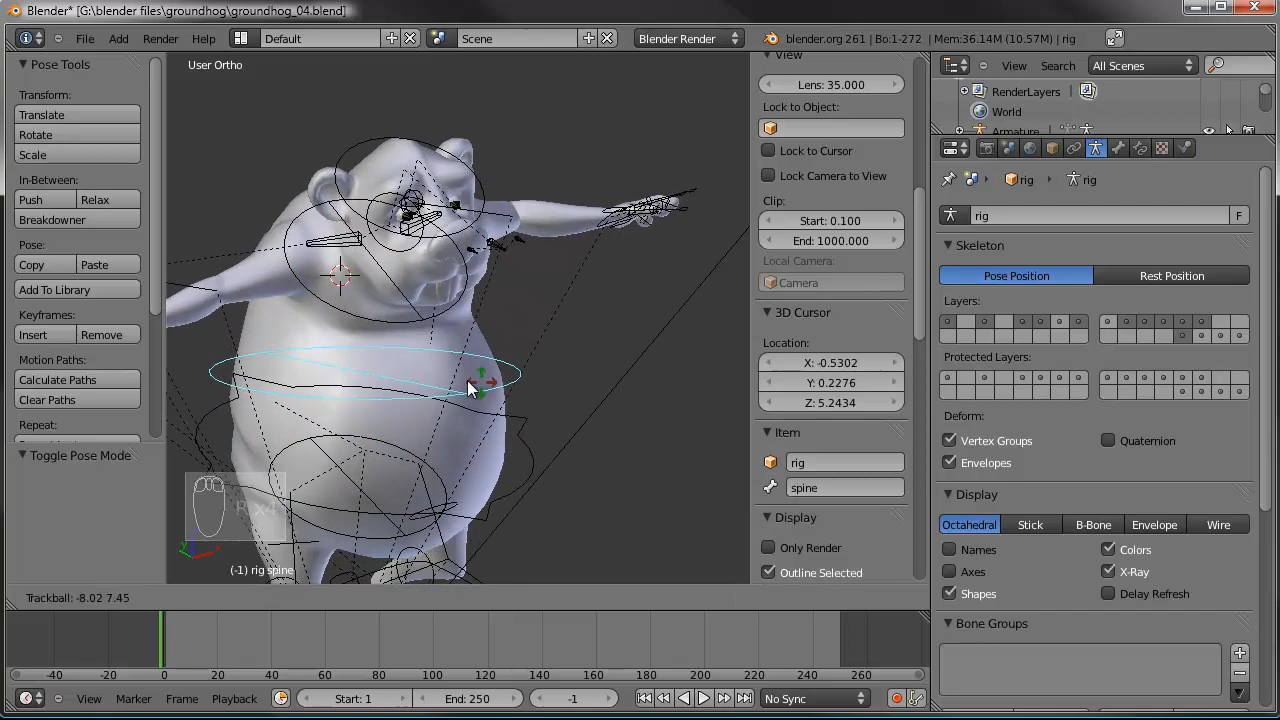 Blender* [G:\blender files\groundhog\groundhog_04.blend]
File Add Render Help Default Scene Blender Render blender.org 261 | Bo:1-272 | Mem:36.14M (10.57M) | rig
Pose Tools
Transform:
Translate
Rotate
Scale
In-Between:
Push Relax
Breakdowner
Pose:
Copy Paste
Add To Library
Keyframes:
Insert Remove
Motion Paths:
Calculate Paths
Clear Paths
Repeat:
Toggle Pose Mode
User Ortho
R x4
(-1) rig spine
View
Lens: 35.000
Lock to Object:
Lock to Cursor
Lock Camera to View
Clip:
Start: 0.100
End: 1000.000
Local Camera:
Camera
3D Cursor
Location:
X: -0.5302
Y: 0.2276
Z: 5.2434
Item
rig
spine
Display
Only Render
Outline Selected
View Search All Scenes
RenderLayers |
World
Armature
rig rig
rig F
Skeleton
Pose Position Rest Position
Layers:
Protected Layers:
Deform:
Vertex Groups Quaternion
Envelopes
Display
Octahedral Stick B-Bone Envelope Wire
Names Colors
Axes X-Ray
Shapes Delay Refresh
Bone Groups
Trackball: -8.02 7.45
-40 -20 0 20 40 60 80 100 120 140 160 180 200 220 240 260
View Marker Frame Playback Start: 1 End: 250 -1 No Sync